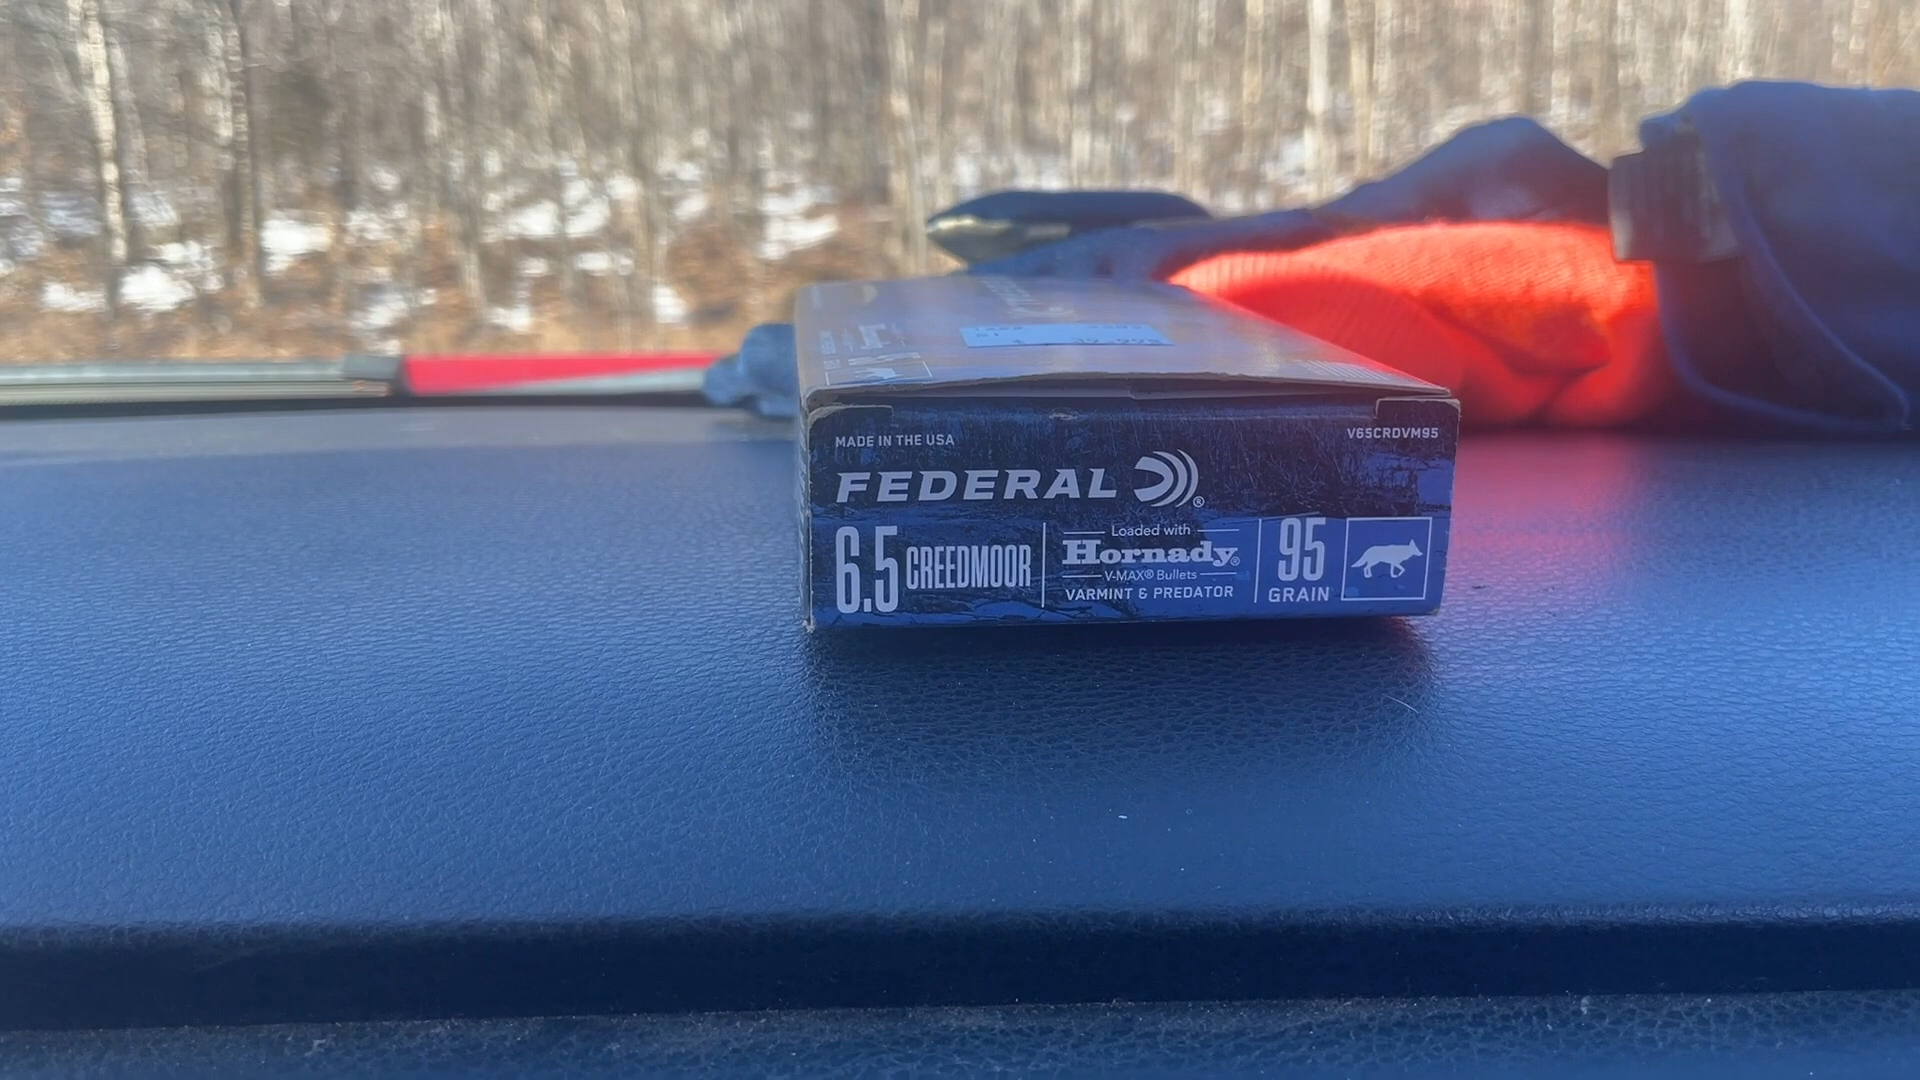 MADE IN THE USA
V65CRDVM95
FEDERAL
6.5 CREEDMOOR
Loaded with
Hornady®
V-MAX® Bullets
VARMINT & PREDATOR
95
GRAIN